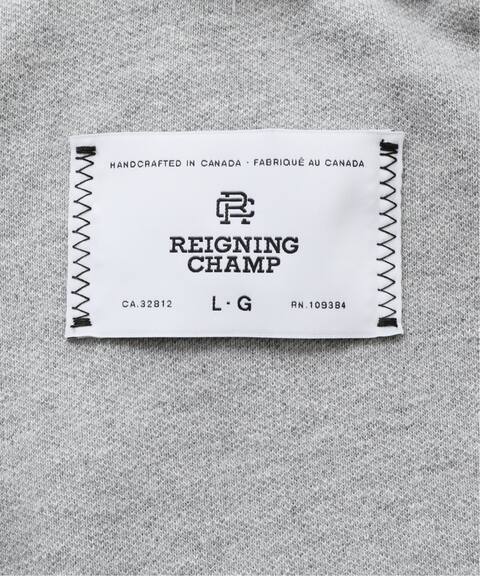 HANDCRAFTED IN CANADA · FABRIQUÉ AU CANADA
RC
REIGNING
CHAMP
CA.32812 L·G RN.109384